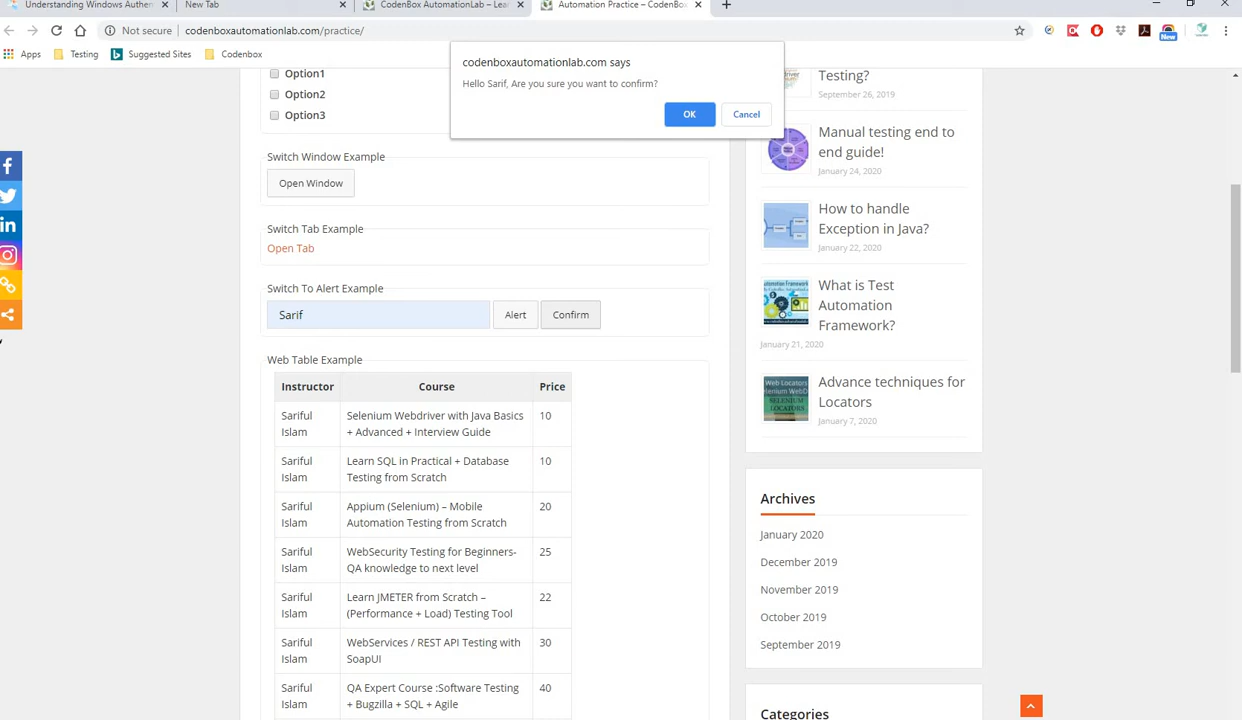 Understanding Windows Authen
New Tab
CodenBox AutomationLab – Lear
Automation Practice – CodenBox
Not secure
codenboxautomationlab.com/practice/
New
Apps
Testing
Suggested Sites
Codenbox
codenboxautomationlab.com says
Hello Sarif, Are you sure you want to confirm?
OK
Cancel
Option1
Option2
Option3
Switch Window Example
Open Window
Switch Tab Example
Open Tab
Switch To Alert Example
Sarif
Alert
Confirm
Web Table Example
Instructor Course Price
Sariful Islam
Selenium Webdriver with Java Basics
+ Advanced + Interview Guide
10
Sariful Islam
Learn SQL in Practical + Database
Testing from Scratch
10
Sariful Islam
Appium (Selenium) – Mobile
Automation Testing from Scratch
20
Sariful Islam
WebSecurity Testing for Beginners-
QA knowledge to next level
25
Sariful Islam
Learn JMETER from Scratch –
(Performance + Load) Testing Tool
22
Sariful Islam
WebServices / REST API Testing with
SoapUI
30
Sariful Islam
QA Expert Course :Software Testing
+ Bugzilla + SQL + Agile
40
Testing?
September 26, 2019
Manual testing end to
end guide!
January 24, 2020
How to handle
Exception in Java?
January 22, 2020
What is Test
Automation
Framework?
January 21, 2020
Advance techniques for
Locators
January 7, 2020
Archives
January 2020
December 2019
November 2019
October 2019
September 2019
Categories